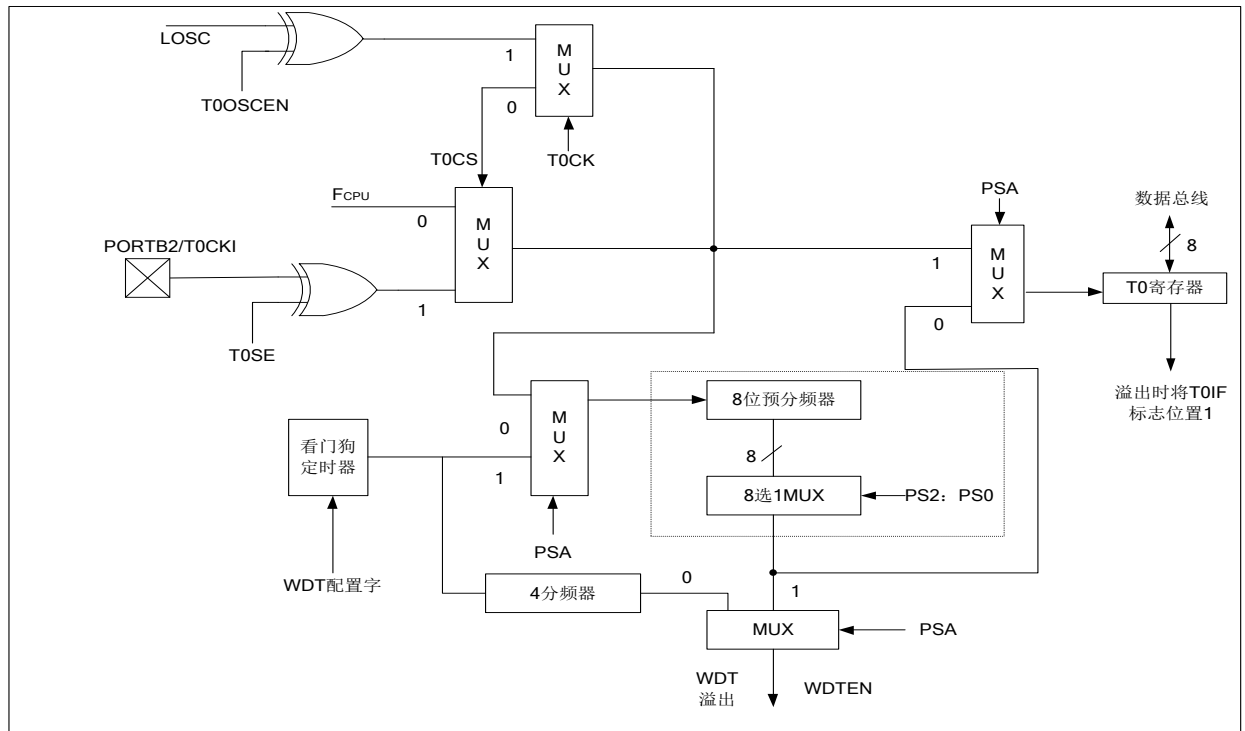 LOSC
T0OSCEN
1
0
MUX
T0CK
T0CS
FCPU
0
PORTB2/T0CKI
1
MUX
T0SE
PSA
1
0
MUX
数据总线
8
T0寄存器
溢出时将T0IF
标志位置1
看门狗
定时器
WDT配置字
0
1
MUX
PSA
8位预分频器
8
8选1MUX
PS2：PS0
4分频器
0
1
MUX
PSA
WDT
溢出
WDTEN